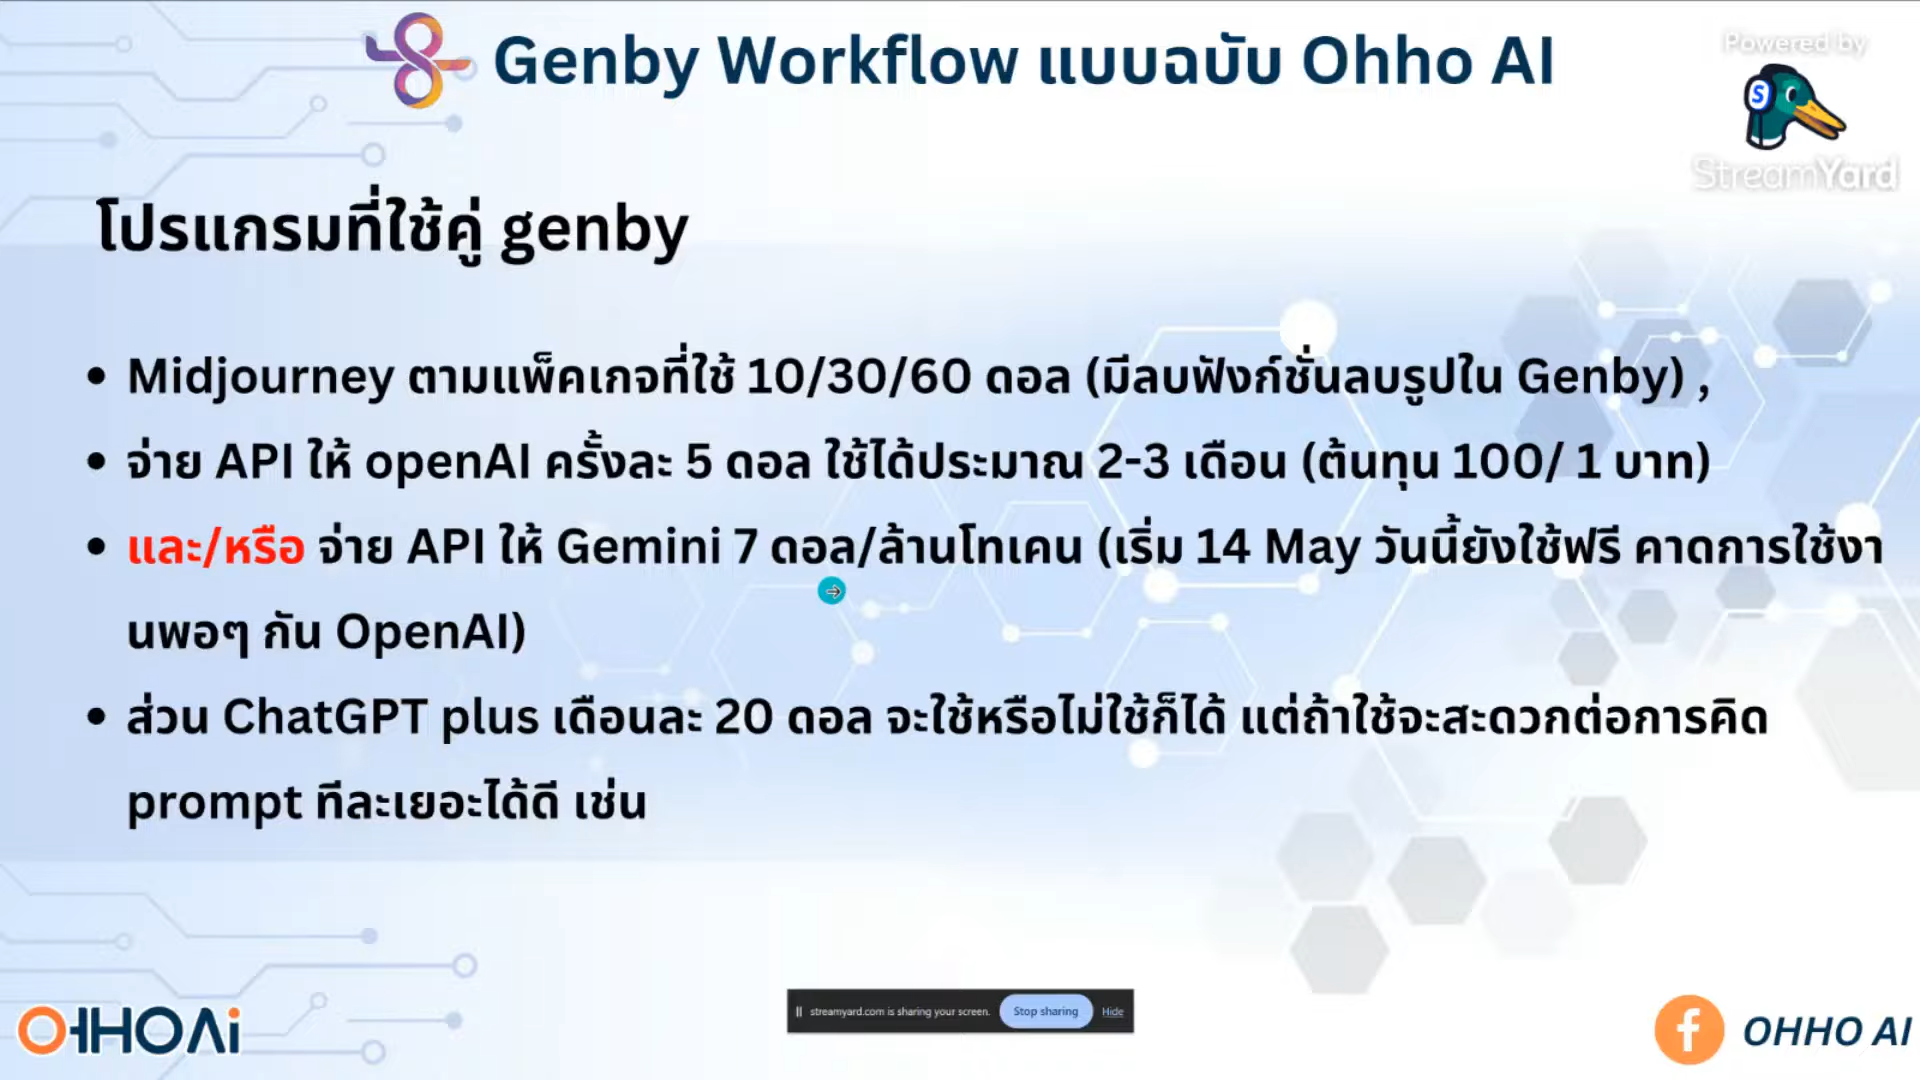 Genby Workflow แบบฉบับ Ohho AI
Powered by
StreamYard
โปรแกรมที่ใช้คู่ genby
• Midjourney ตามแพ็คเกจที่ใช้ 10/30/60 ดอล (มีลบฟังก์ชั่นลบรูปใน Genby) ,
• จ่าย API ให้ openAI ครั้งละ 5 ดอล ใช้ได้ประมาณ 2-3 เดือน (ต้นทุน 100/ 1 บาท)
• และ/หรือ จ่าย API ให้ Gemini 7 ดอล/ล้านโทเคน (เริ่ม 14 May วันนี้ยังใช้ฟรี คาดการใช้งา
นพอๆ กัน OpenAI)
• ส่วน ChatGPT plus เดือนละ 20 ดอล จะใช้หรือไม่ใช้ก็ได้ แต่ถ้าใช้จะสะดวกต่อการคิด
prompt ทีละเยอะได้ดี เช่น
OHHOAi
streamyard.com is sharing your screen. Stop sharing Hide
OHHO AI